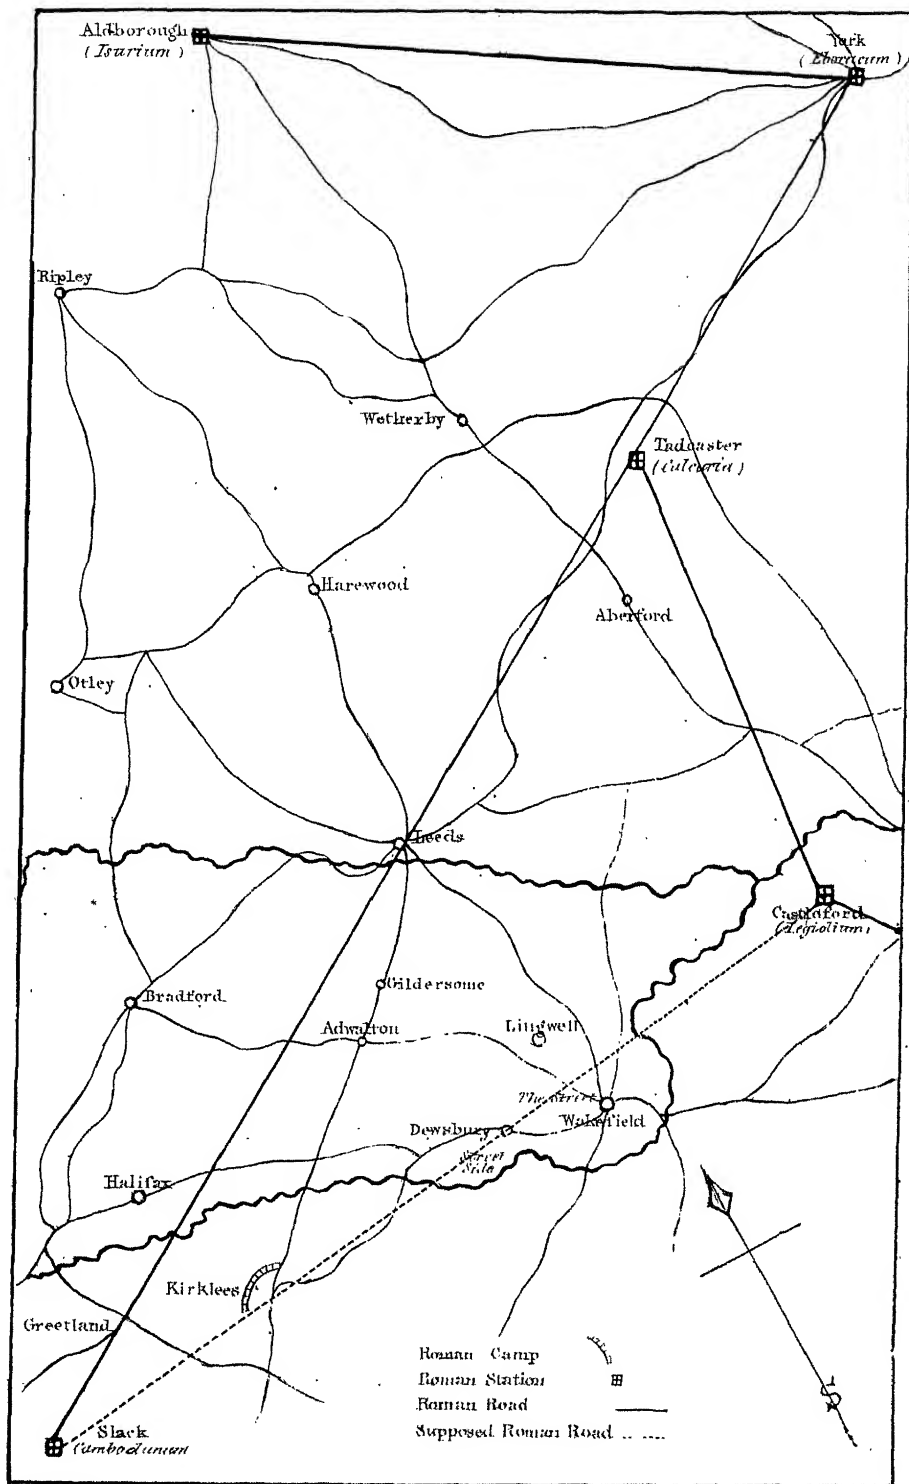 Aldborough
(Isurium)
York
(Eboracum)
Ripley
Wetherby
Tadcaster
(Calcaria)
Harewood
Aberford
Otley
Leeds
Castleford
(Legiolium)
Gildersome
Bradford
Adwalton
Lingwell
The Street
Wakefield
Dewsbury
Street
Side
Halifax
Kirklees
Greetland
Roman Camp
Roman Station
Roman Road
Supposed Roman Road
S
Slack
Cambodunum